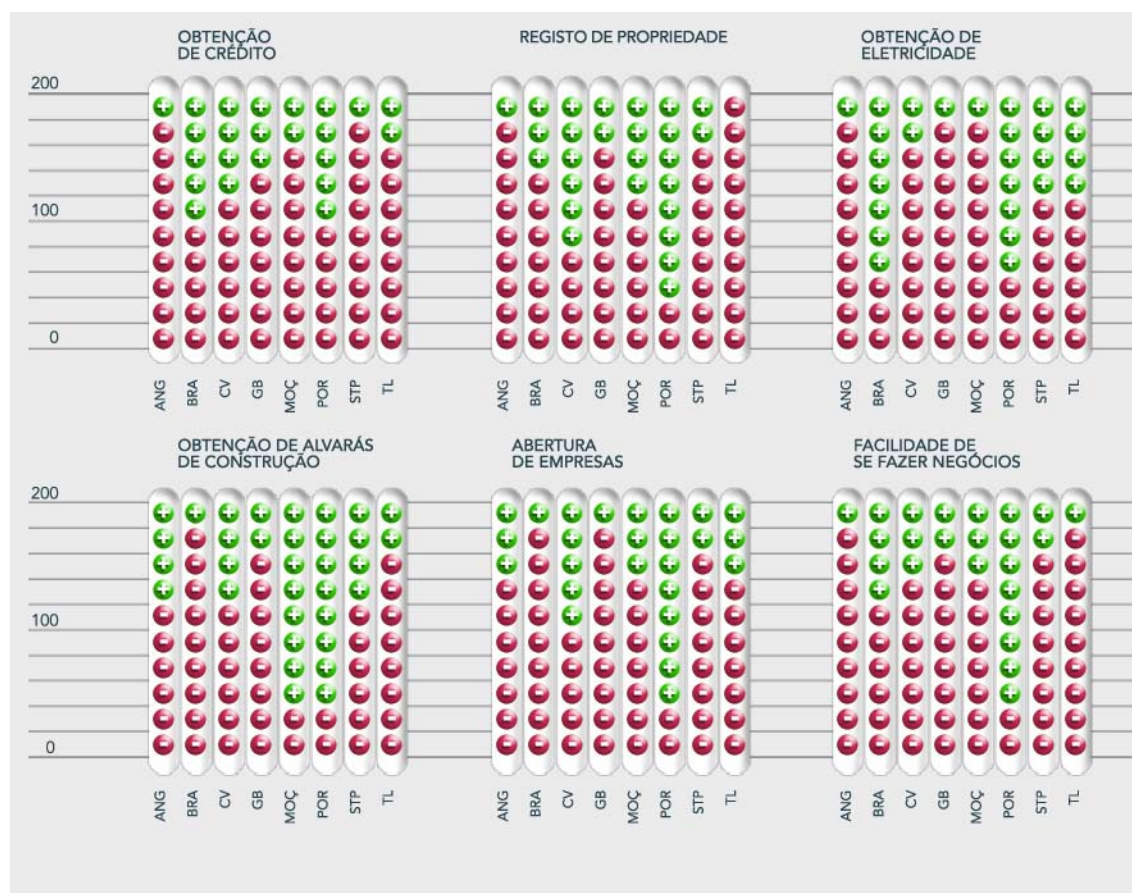 OBTENÇÃO
DE CRÉDITO
REGISTO DE PROPRIEDADE
OBTENÇÃO DE
ELETRICIDADE
200
100
0
ANG BRA CV GB MOÇ POR STP TL
ANG BRA CV GB MOÇ POR STP TL
ANG BRA CV GB MOÇ POR STP TL
OBTENÇÃO DE ALVARÁS
DE CONSTRUÇÃO
ABERTURA
DE EMPRESAS
FACILIDADE DE
SE FAZER NEGÓCIOS
200
100
0
ANG BRA CV GB MOÇ POR STP TL
ANG BRA CV GB MOÇ POR STP TL
ANG BRA CV GB MOÇ POR STP TL